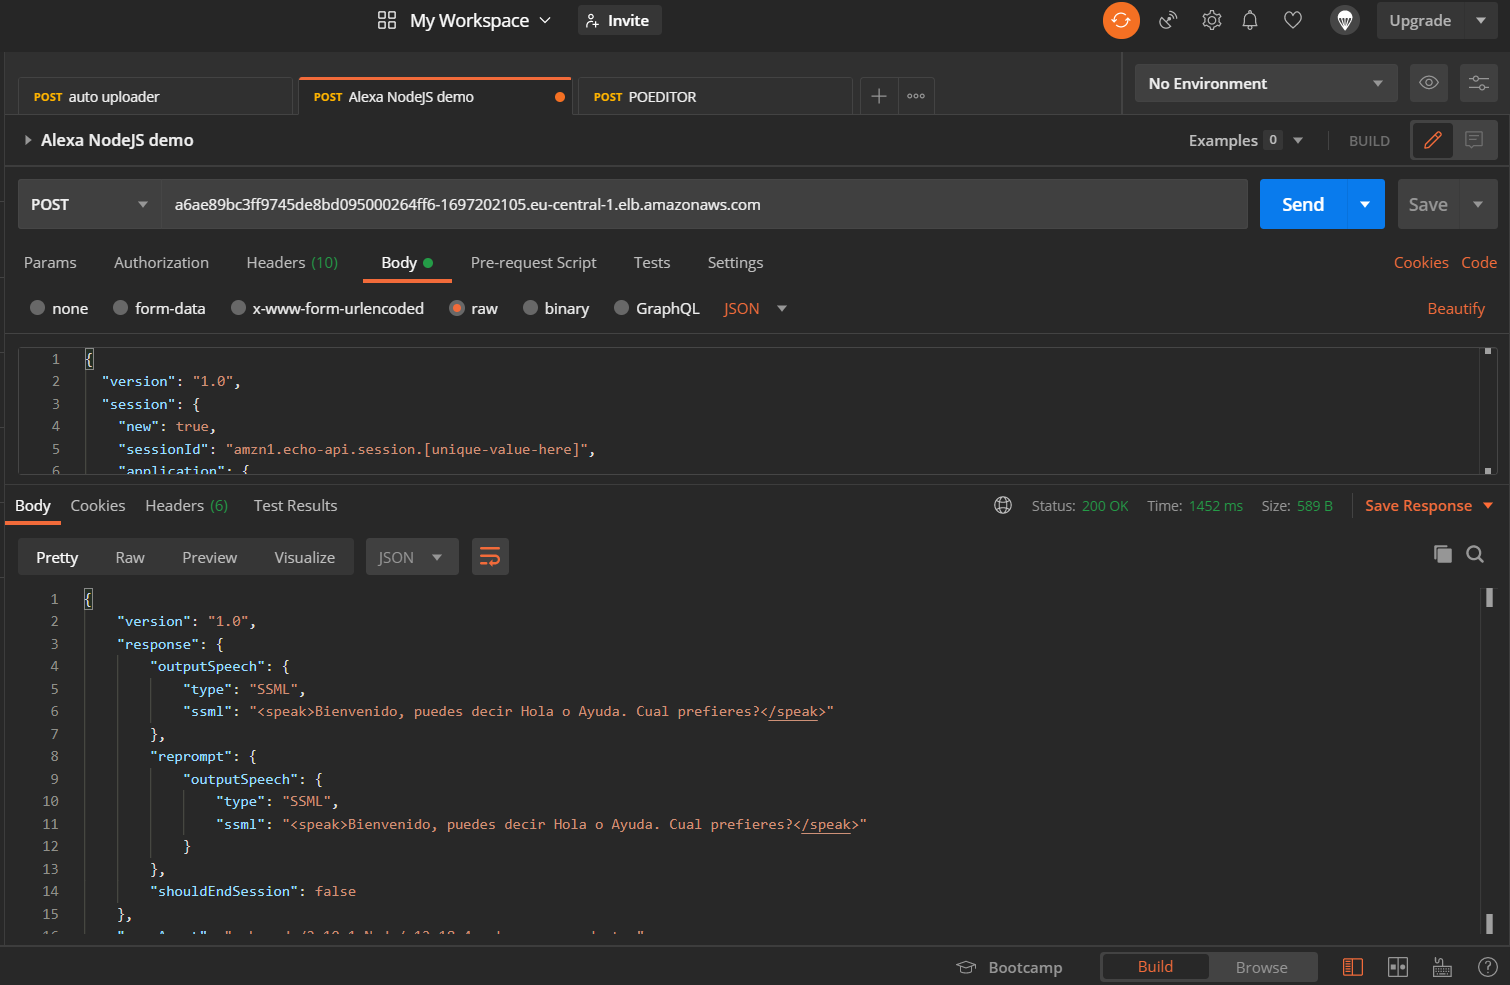 My Workspace Invite Upgrade
POST auto uploader POST Alexa NodeJS demo POST POEDITOR No Environment
Alexa NodeJS demo Examples 0 BUILD
POST a6ae89bc3ff9745de8bd095000264ff6-1697202105.eu-central-1.elb.amazonaws.com Send Save
Params Authorization Headers (10) Body Pre-request Script Tests Settings Cookies Code
none form-data x-www-form-urlencoded raw binary GraphQL JSON Beautify
1 {
2 "version": "1.0",
3 "session": {
4 "new": true,
5 "sessionId": "amzn1.echo-api.session.[unique-value-here]",
6 "application": {
Body Cookies Headers (6) Test Results Status: 200 OK Time: 1452 ms Size: 589 B Save Response
Pretty Raw Preview Visualize JSON
1 {
2 "version": "1.0",
3 "response": {
4 "outputSpeech": {
5 "type": "SSML",
6 "ssml": "<speak>Bienvenido, puedes decir Hola o Ayuda. Cual prefieres?</speak>"
7 },
8 "reprompt": {
9 "outputSpeech": {
10 "type": "SSML",
11 "ssml": "<speak>Bienvenido, puedes decir Hola o Ayuda. Cual prefieres?</speak>"
12 }
13 },
14 "shouldEndSession": false
15 },
16
Bootcamp Build Browse